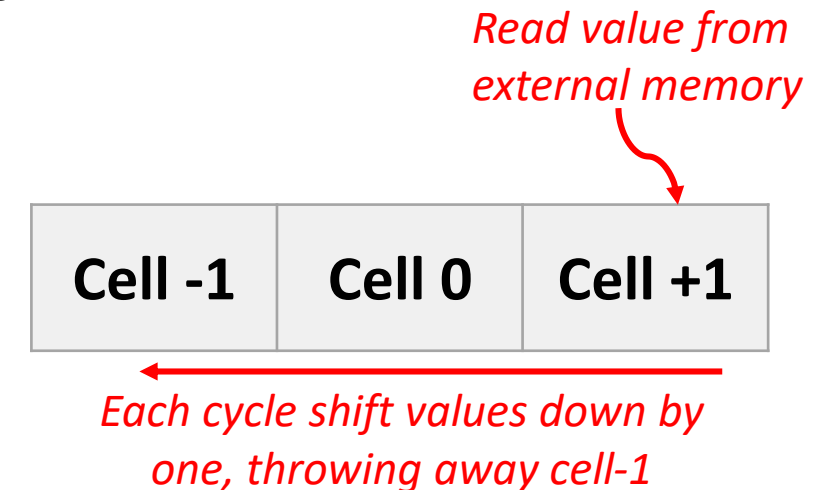 Read value from
external memory
Cell -1 Cell 0 Cell +1
Each cycle shift values down by
one, throwing away cell-1